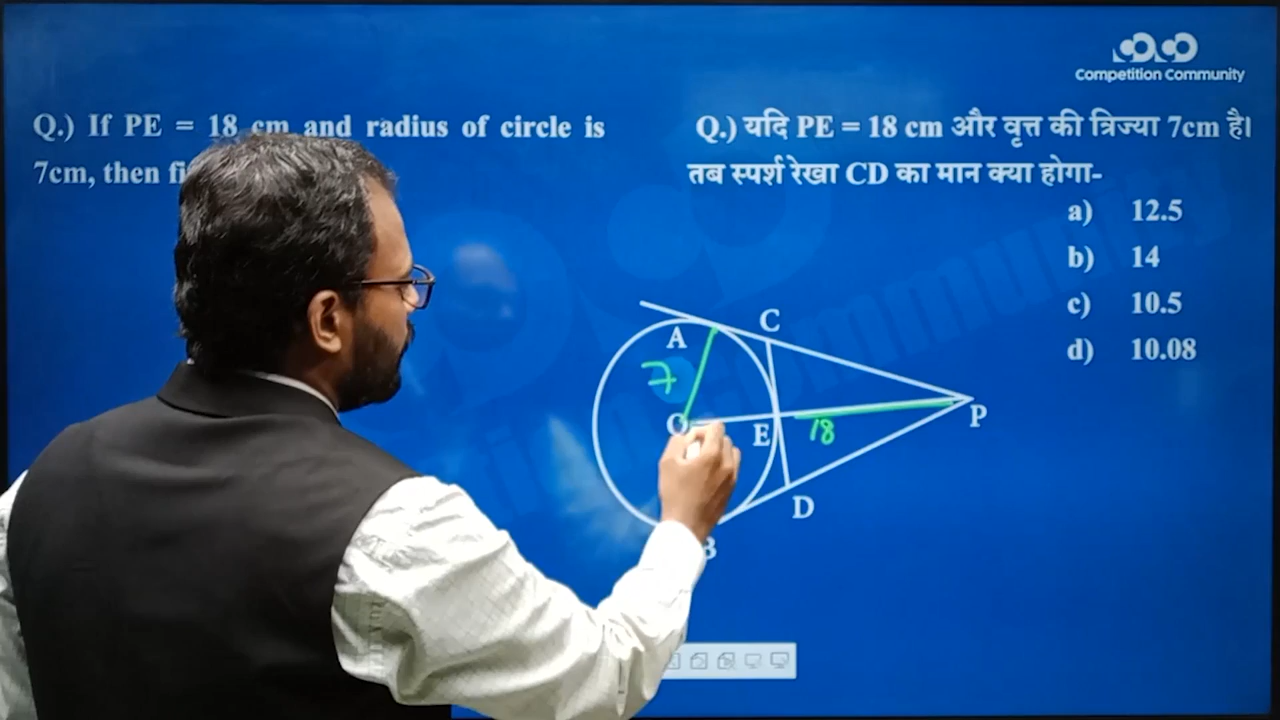 Competition Community
Q.) If PE = 18 cm and radius of circle is
7cm, then
Q.) यदि PE = 18 cm और वृत्त की त्रिज्या 7cm है।
तब स्पर्श रेखा CD का मान क्या होगा-
a) 12.5
b) 14
c) 10.5
d) 10.08
A
C
7
O
E
18
P
D
B